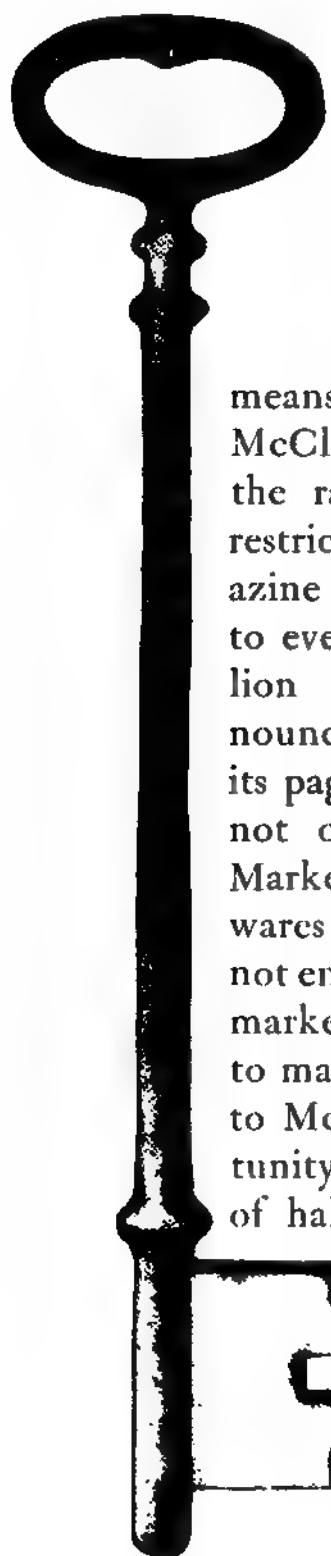 means
McCl
the ra
restric
azine
to eve
lion
nounc
its pag
not o
Marke
wares
not en
marke
to ma
to Mc
tunity
of hal